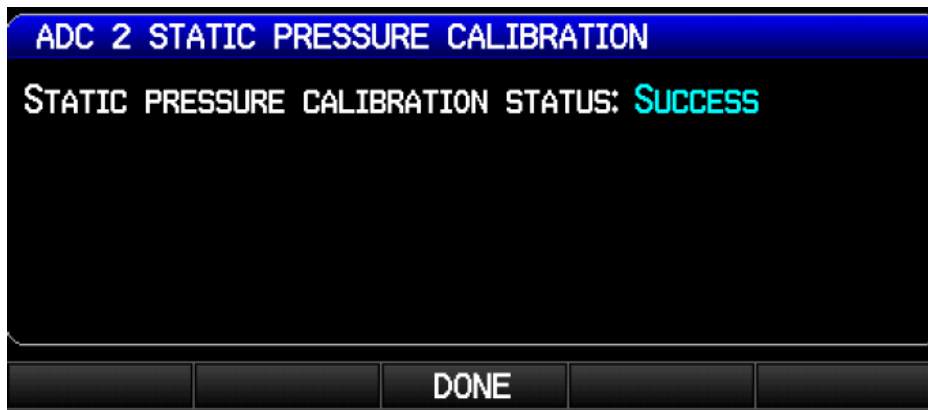 ADC 2 STATIC PRESSURE CALIBRATION
STATIC PRESSURE CALIBRATION STATUS: SUCCESS
DONE